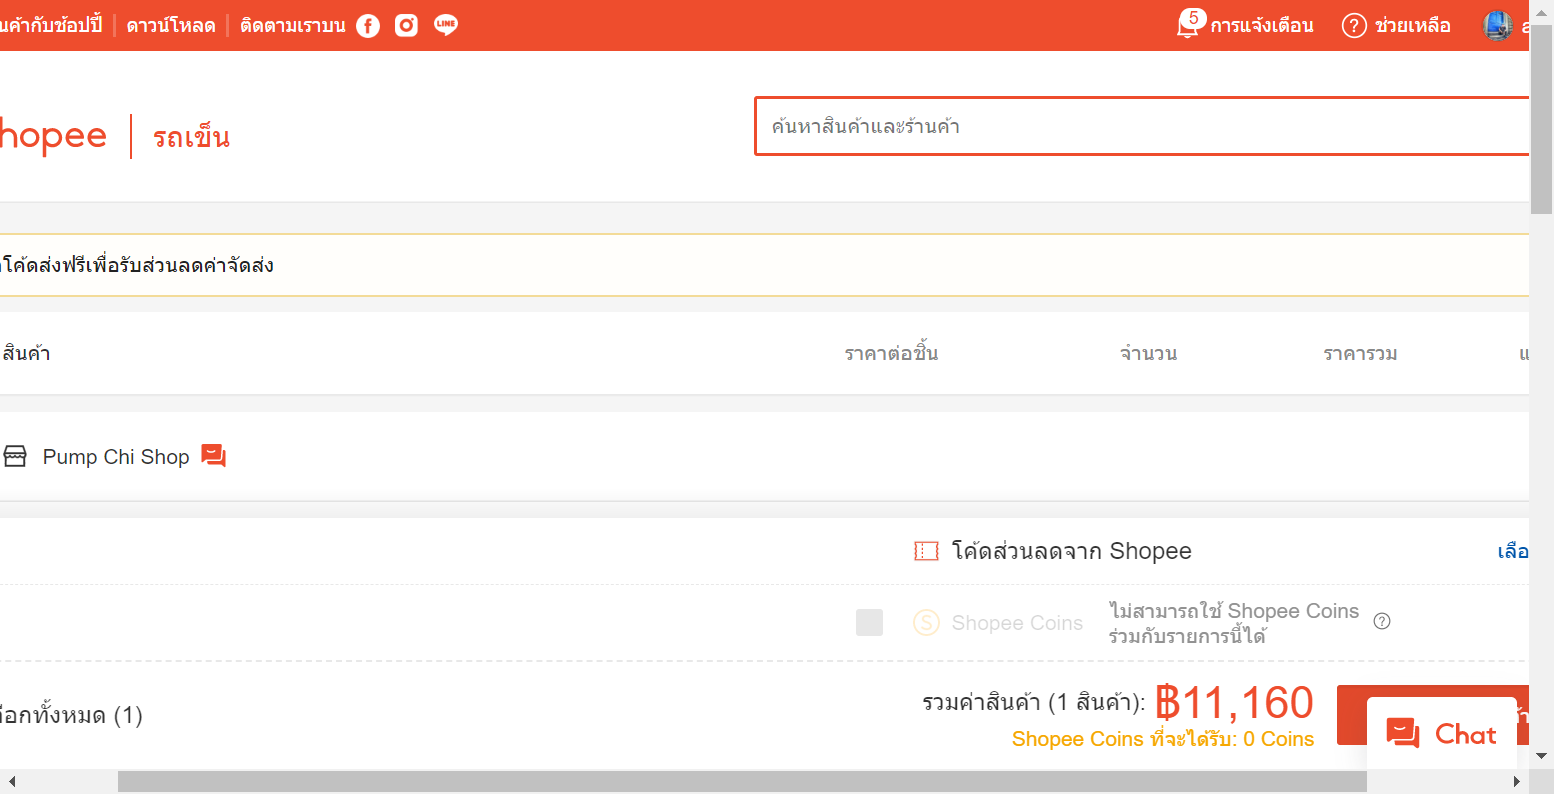 นค้ากับช้อปปี้ ดาวน์โหลด ติดตามเราบน LINE 5 การแจ้งเตือน ? ช่วยเหลือ a
hopee รถเข็น ค้นหาสินค้าและร้านค้า
โค้ดส่งฟรีเพื่อรับส่วนลดค่าจัดส่ง
สินค้า ราคาต่อชิ้น จำนวน ราคารวม แ
Pump Chi Shop
โค้ดส่วนลดจาก Shopee เลือ
S Shopee Coins ไม่สามารถใช้ Shopee Coins ?
ร่วมกับรายการนี้ได้
ลือกทั้งหมด (1) รวมค่าสินค้า (1 สินค้า): ฿11,160
Shopee Coins ที่จะได้รับ: 0 Coins
Chat